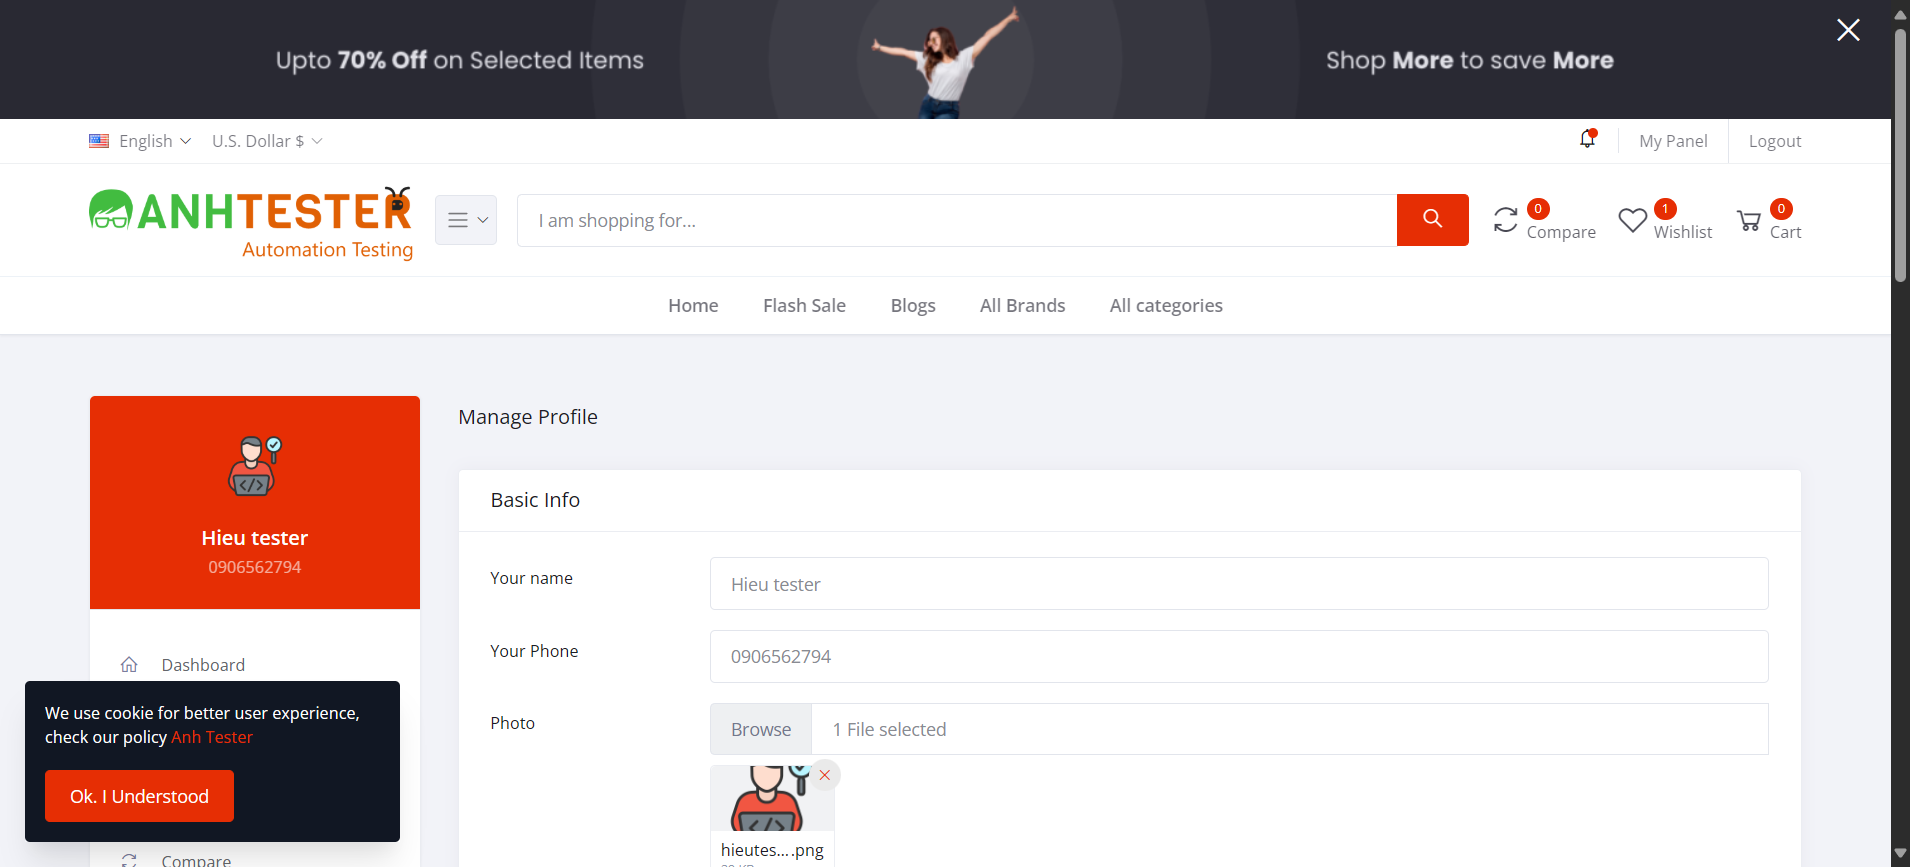 Upto 70% Off on Selected Items
Shop More to save More
English
U.S. Dollar $
My Panel
Logout
ANHTESTER
Automation Testing
I am shopping for...
0
Compare
1
Wishlist
0
Cart
Home
Flash Sale
Blogs
All Brands
All categories
Hieu tester
0906562794
Dashboard
Compare
We use cookie for better user experience,
check our policy Anh Tester
Ok. I Understood
Manage Profile
Basic Info
Your name
Hieu tester
Your Phone
0906562794
Photo
Browse
1 File selected
hieutes....png